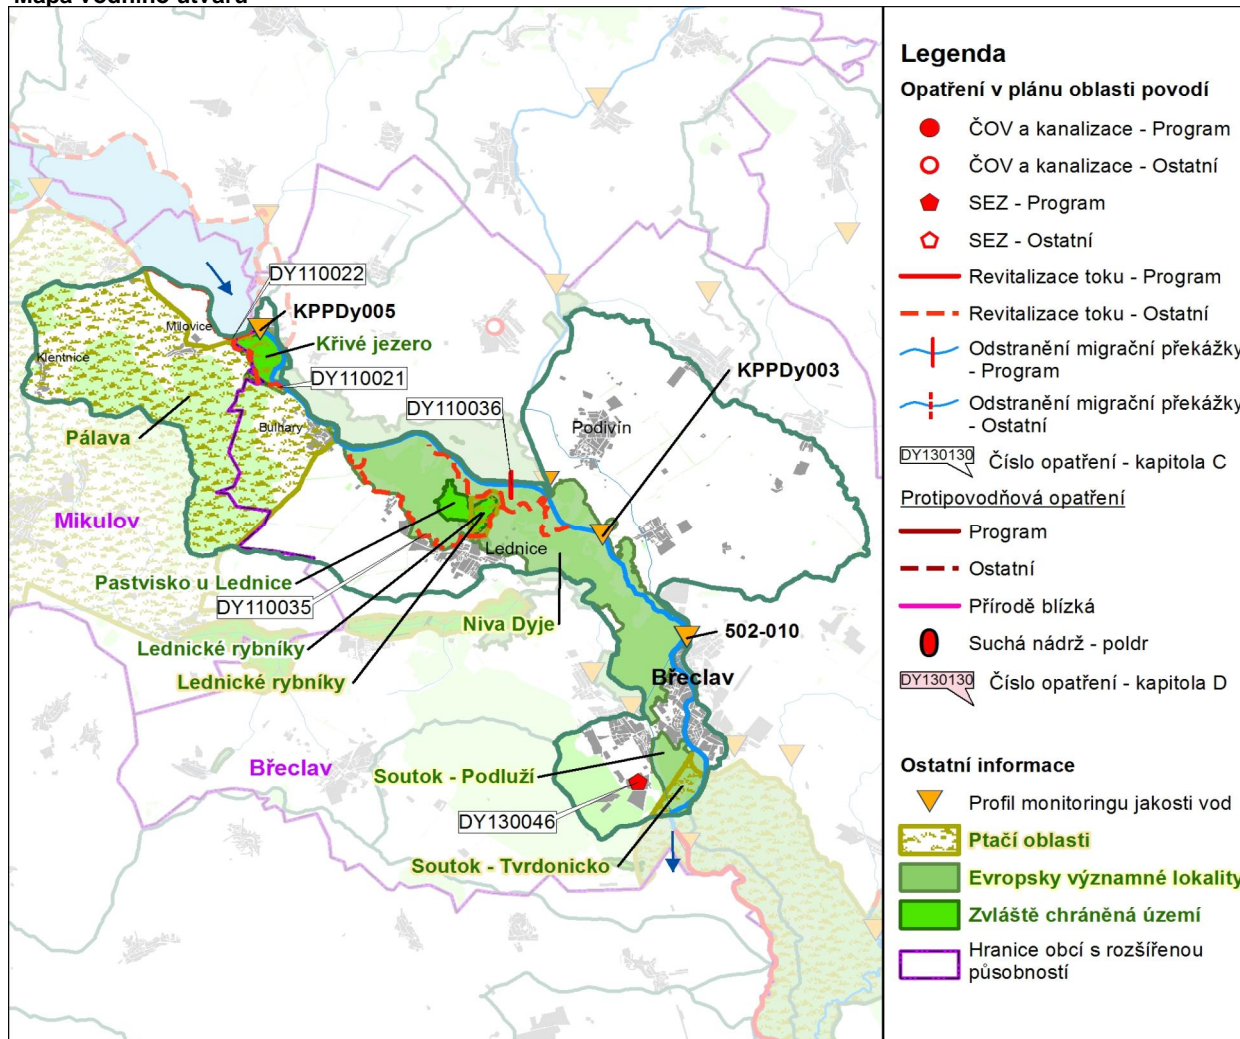 Mapa vodního útvaru
DY110022
KPPDy005
Milovice
Klentnice
Křivé jezero
DY110021
KPPDy003
DY110036
Podivín
Bulhary
Pálava
Mikulov
Lednice
Pastvisko u Lednice
DY110035
Niva Dyje
502-010
Lednické rybníky
Lednické rybníky
Břeclav
Břeclav
Soutok - Podluží
DY130046
Soutok - Tvrdonicko
Legenda
Opatření v plánu oblasti povodí
ČOV a kanalizace - Program
ČOV a kanalizace - Ostatní
SEZ - Program
SEZ - Ostatní
Revitalizace toku - Program
Revitalizace toku - Ostatní
Odstranění migrační překážky
- Program
Odstranění migrační překážky
- Ostatní
DY130130
Číslo opatření - kapitola C
Protipovodňová opatření
Program
Ostatní
Přírodě blízká
Suchá nádrž - poldr
DY130130
Číslo opatření - kapitola D
Ostatní informace
Profil monitoringu jakosti vod
Ptačí oblasti
Evropsky významné lokality
Zvláště chráněná území
Hranice obcí s rozšířenou
působností